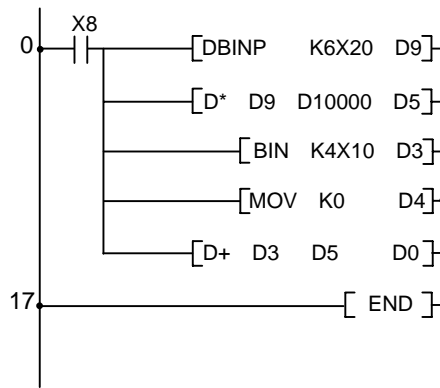 X8
0 DBINP K6X20 D9
D* D9 D10000 D5
BIN K4X10 D3
MOV K0 D4
D+ D3 D5 D0
17 END